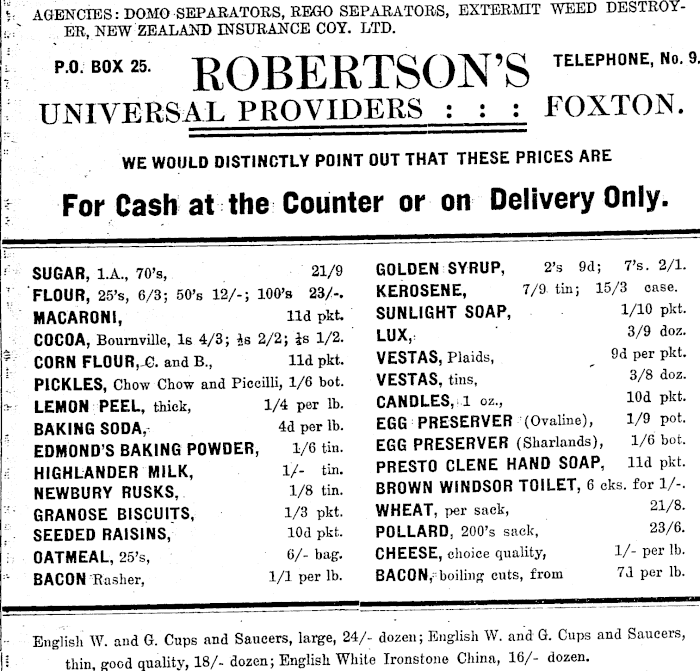 AGENCIES: DOMO SEPARATORS, REGO SEPARATORS, EXTERMIT WEED DESTROY-
ER, NEW ZEALAND INSURANCE COY. LTD.
P.O. BOX 25. ROBERTSON'S TELEPHONE, No. 9.
UNIVERSAL PROVIDERS : : : FOXTON.
WE WOULD DISTINCTLY POINT OUT THAT THESE PRICES ARE
For Cash at the Counter or on Delivery Only.
SUGAR, 1.A., 70's, 21/9
FLOUR, 25's, 6/3; 50's 12/-; 100's 23/-.
MACARONI, 11d pkt.
COCOA, Bournville, 1s 4/3; ½s 2/2; ¼s 1/2.
CORN FLOUR, C. and B., 11d pkt.
PICKLES, Chow Chow and Piccilli, 1/6 bot.
LEMON PEEL, thick, 1/4 per lb.
BAKING SODA, 4d per lb.
EDMOND'S BAKING POWDER, 1/6 tin.
HIGHLANDER MILK, 1/- tin.
NEWBURY RUSKS, 1/8 tin.
GRANOSE BISCUITS, 1/3 pkt.
SEEDED RAISINS, 10d pkt.
OATMEAL, 25's, 6/- bag.
BACON Rasher, 1/1 per lb.
GOLDEN SYRUP, 2's 9d; 7's. 2/1.
KEROSENE, 7/9 tin; 15/3 case.
SUNLIGHT SOAP, 1/10 pkt.
LUX, 3/9 doz.
VESTAS, Plaids, 9d per pkt.
VESTAS, tins, 3/8 doz.
CANDLES, 1 oz., 10d pkt.
EGG PRESERVER (Ovaline), 1/9 pot.
EGG PRESERVER (Sharlands), 1/6 bot.
PRESTO CLENE HAND SOAP, 11d pkt.
BROWN WINDSOR TOILET, 6 cks. for 1/-.
WHEAT, per sack, 21/8.
POLLARD, 200's sack, 23/6.
CHEESE, choice quality, 1/- per lb.
BACON, boiling cuts, from 7d per lb.
English W. and G. Cups and Saucers, large, 24/- dozen; English W. and G. Cups and Saucers,
thin, good quality, 18/- dozen; English White Ironstone China, 16/- dozen.